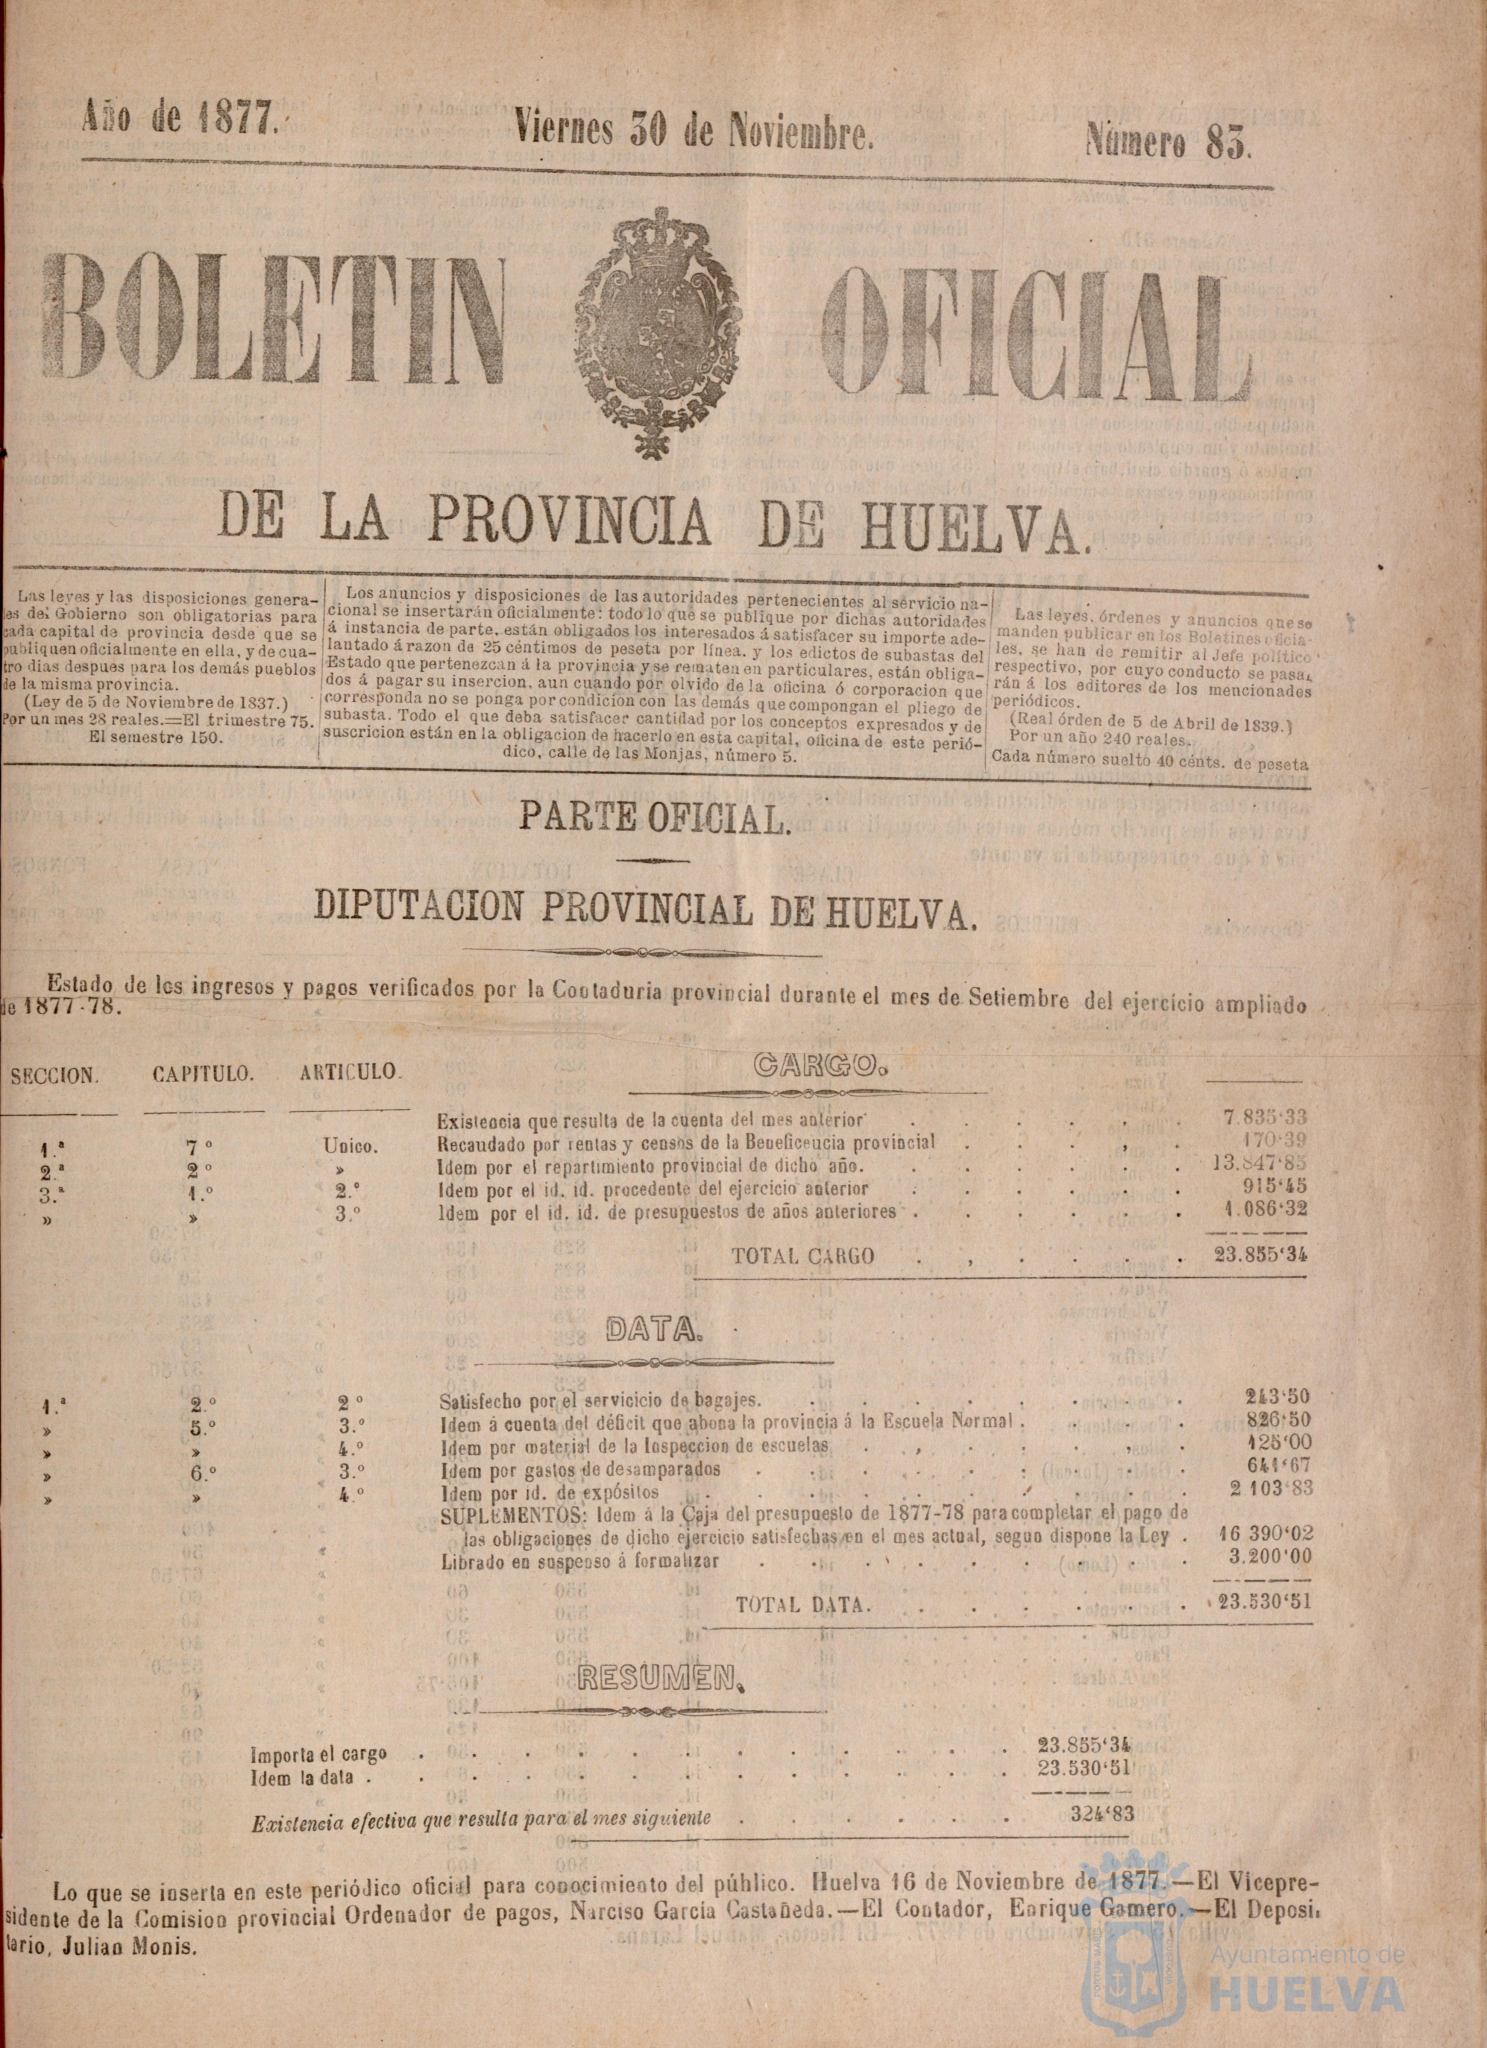 Año de 1877.
Viernes 30 de Noviembre.
Número 83.
BOLETIN OFICIAL
DE LA PROVINCIA DE HUELVA.
Las leyes y las disposiciones genera-
les del Gobierno son obligatorias para
cada capital de provincia desde que se
publiquen oficialmente en ella, y de cua-
tro dias despues para los demás pueblos
de la misma provincia.
(Ley de 5 de Noviembre de 1837.)
Por un mes 28 reales.=El trimestre 75.
El semestre 150.
Los anuncios y disposiciones de las autoridades pertenecientes al servicio na-
cional se insertarán oficialmente: todo lo que se publique por dichas autoridades
á instancia de parte, están obligados los interesados á satisfacer su importe ade-
lantado á razon de 25 céntimos de peseta por línea, y los edictos de subastas del
Estado que pertenezcan á la provincia y se rematen en particulares, están obliga-
dos á pagar su insercion, aun cuando por olvido de la oficina ó corporacion que
corresponda no se ponga por condicion con las demás que compongan el pliego de
subasta. Todo el que deba satisfacer cantidad por los conceptos expresados y de
suscricion están en la obligacion de hacerlo en esta capital, oficina de este perió-
dico, calle de las Monjas, número 5.
Las leyes, órdenes y anuncios que se
manden publicar en los Boletines oficia-
les, se han de remitir al Jefe político
respectivo, por cuyo conducto se pasa-
rán á los editores de los mencionados
periódicos.
(Real órden de 5 de Abril de 1839.)
Por un año 240 reales.
Cada número suelto 40 cénts. de peseta
PARTE OFICIAL.
DIPUTACION PROVINCIAL DE HUELVA.
Estado de los ingresos y pagos verificados por la Contaduria provincial durante el mes de Setiembre del ejercicio ampliado
de 1877-78.
SECCION. CAPITULO. ARTICULO. CARGO.
Existencia que resulta de la cuenta del mes anterior . . . . . . 7.835‘33
1.ª 7º Unico. Recaudado por rentas y censos de la Beneficencia provincial . . . , . 170‘39
2.ª 2º » Idem por el repartimiento provincial de dicho año. . . . . . . 13.847‘85
3.ª 1.º 2.º Idem por el id. id. procedente del ejercicio anterior . . . . . . 915‘45
» » 3.º Idem por el id. id. de presupuestos de años anteriores . . . . . . 1.086‘32
TOTAL CARGO . , . . . . 23.855‘34
DATA.
1.ª 2.º 2º Satisfecho por el servicicio de bagajes. . . . . . . . . 243‘50
» 5.º 3.º Idem á cuenta del déficit que abona la provincia á la Escuela Normal . . . . 826‘50
» » 4.º Idem por material de la Inspeccion de escuelas . , . . . , . 125‘00
» 6.º 3.º Idem por gastos de desamparados . . . . . : . . . 641‘67
» » 4.º Idem por id. de expósitos . . . . . . . . . . 2 103‘83
SUPLEMENTOS: Idem á la Caja del presupuesto de 1877-78 para completar el pago de
las obligaciones de dicho ejercicio satisfechas en el mes actual, segun dispone la Ley . 16 390‘02
Librado en suspenso á formalizar . . . . . . . . . 3.200‘00
TOTAL DATA. . . . . . . 23.530‘51
RESUMEN.
Importa el cargo . . . . . . . . . . . . 23.855‘34
Idem la data . . . . . . . . . . . . . 23.530‘51
Existencia efectiva que resulta para el mes siguiente . . . . . . 324‘83
Lo que se inserta en este periódico oficial para conocimiento del público. Huelva 16 de Noviembre de 1877.—El Vicepre-
sidente de la Comision provincial Ordenador de pagos, Narciso García Castañeda.—El Contador, Enrique Gamero.—El Deposi-
tario, Julian Monis.
Ayuntamiento de
HUELVA